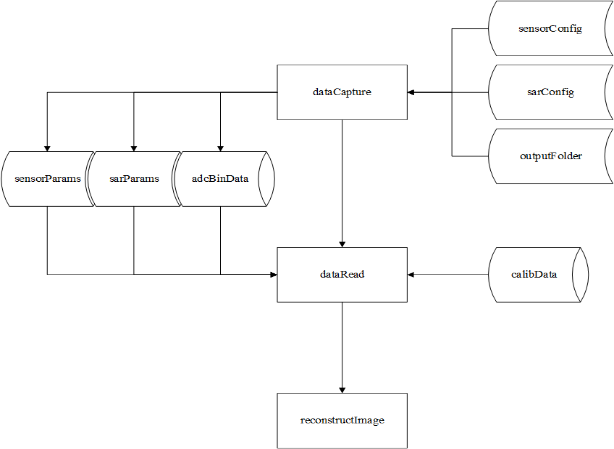 sensorConfig
dataCapture
sarConfig
outputFolder
sensorParams
sarParams
adcBinData
dataRead
calibData
reconstructImage